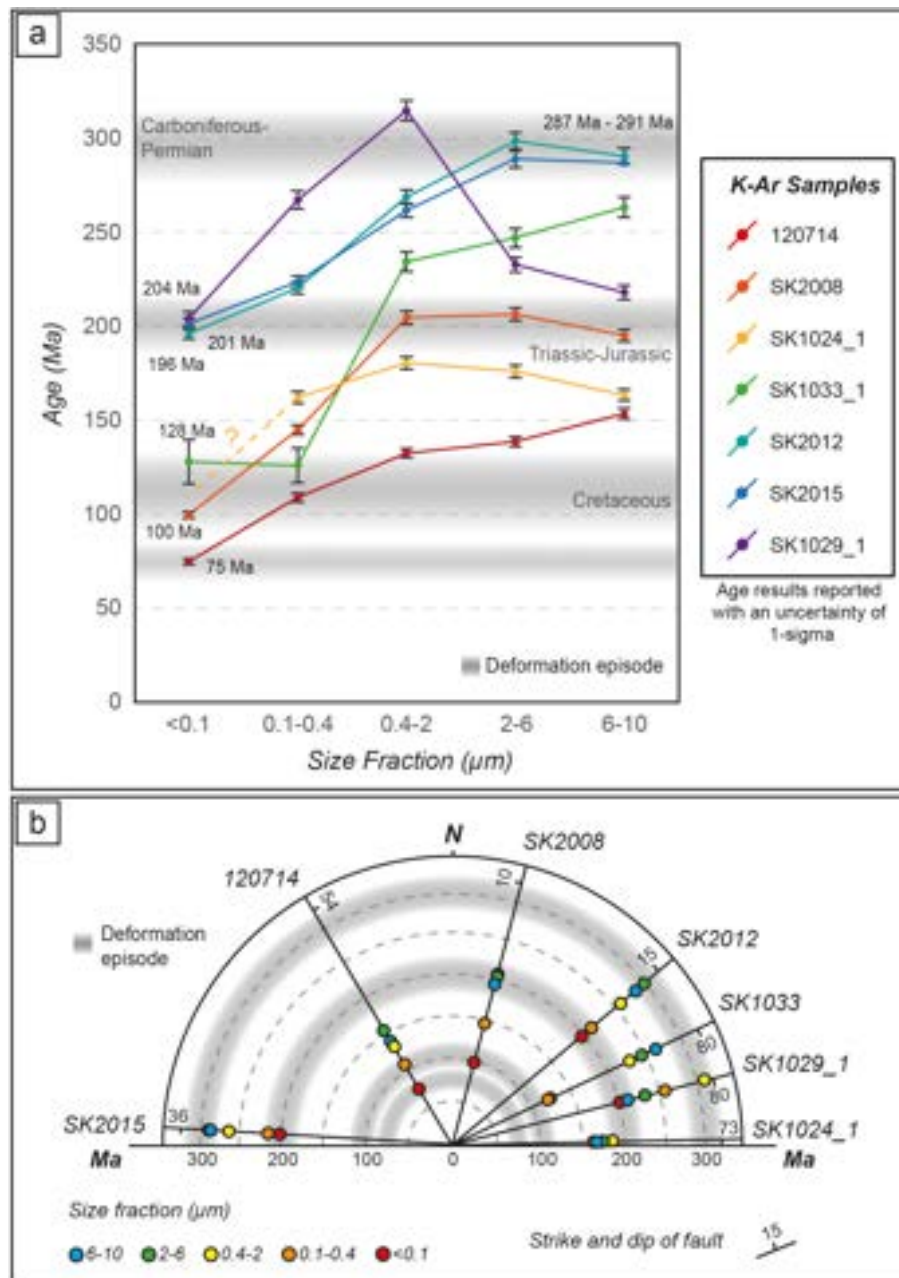 a
350
300
250
200
150
100
50
0
Age (Ma)
Carboniferous-
Permian
287 Ma - 291 Ma
204 Ma
201 Ma
196 Ma
Triassic-Jurassic
?
128 Ma
Cretaceous
100 Ma
75 Ma
Deformation episode
<0.1
0.1-0.4
0.4-2
2-6
6-10
Size Fraction (µm)
K-Ar Samples
120714
SK2008
SK1024_1
SK1033_1
SK2012
SK2015
SK1029_1
Age results reported
with an uncertainty of
1-sigma
b
N
SK2008
120714
10
Deformation
episode
SK2012
15
SK1033
80
SK1029_1
80
SK2015
36
SK1024_1
73
Ma
300
200
100
0
100
200
300
Ma
Size fraction (µm)
6-10
2-6
0.4-2
0.1-0.4
<0.1
Strike and dip of fault
15